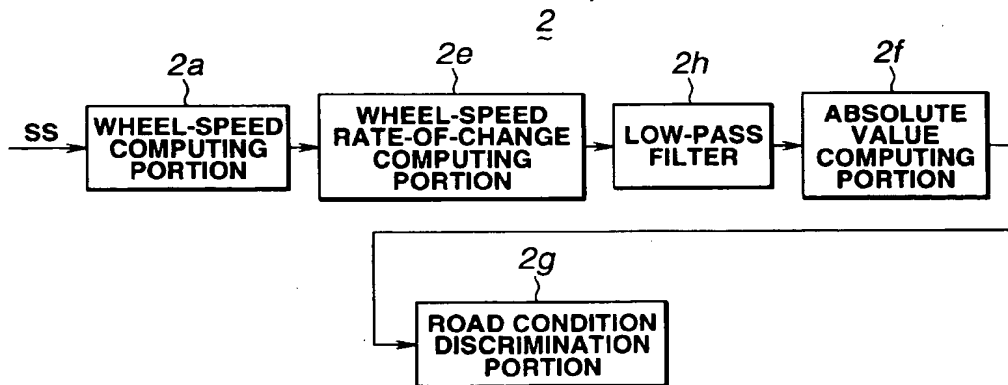 2
2a
2e
2h
2f
SS
WHEEL-SPEED
COMPUTING
PORTION
WHEEL-SPEED
RATE-OF-CHANGE
COMPUTING
PORTION
LOW-PASS
FILTER
ABSOLUTE
VALUE
COMPUTING
PORTION
2g
ROAD CONDITION
DISCRIMINATION
PORTION